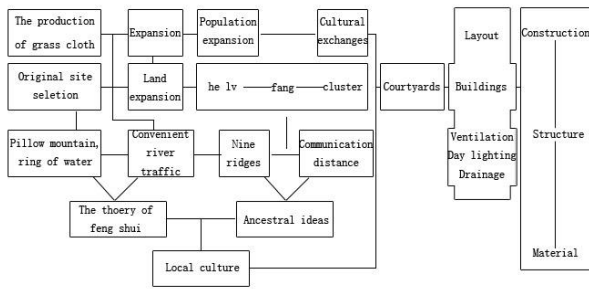 The production
of grass cloth
Expansion
Population
expansion
Cultural
exchanges
Layout
Construction
Original site
seletion
Land
expansion
he lv
fang
cluster
Courtyards
Buildings
Pillow mountain,
ring of water
Convenient
river
traffic
Nine
ridges
Communication
distance
Ventilation
Day lighting
Drainage
Structure
The thoery of
feng shui
Ancestral ideas
Local culture
Material